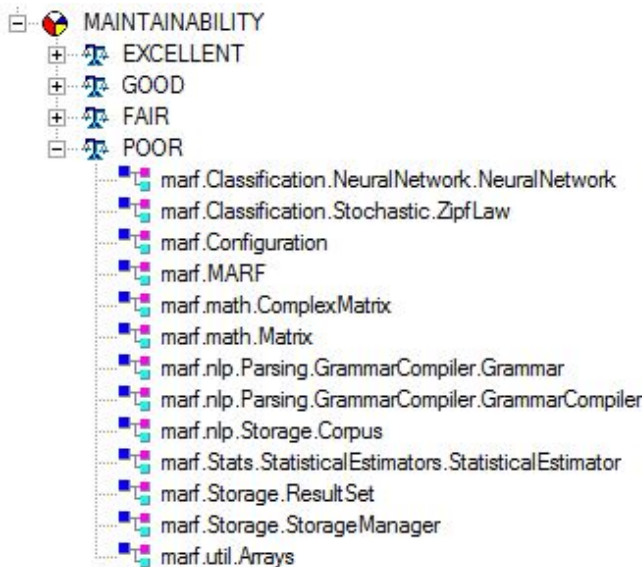 MAINTAINABILITY
EXCELLENT
GOOD
FAIR
POOR
marf.Classification.NeuralNetwork.NeuralNetwork
marf.Classification.Stochastic.ZipfLaw
marf.Configuration
marf.MARF
marf.math.ComplexMatrix
marf.math.Matrix
marf.nlp.Parsing.GrammarCompiler.Grammar
marf.nlp.Parsing.GrammarCompiler.GrammarCompiler
marf.nlp.Storage.Corpus
marf.Stats.StatisticalEstimators.StatisticalEstimator
marf.Storage.ResultSet
marf.Storage.StorageManager
marf.util.Arrays